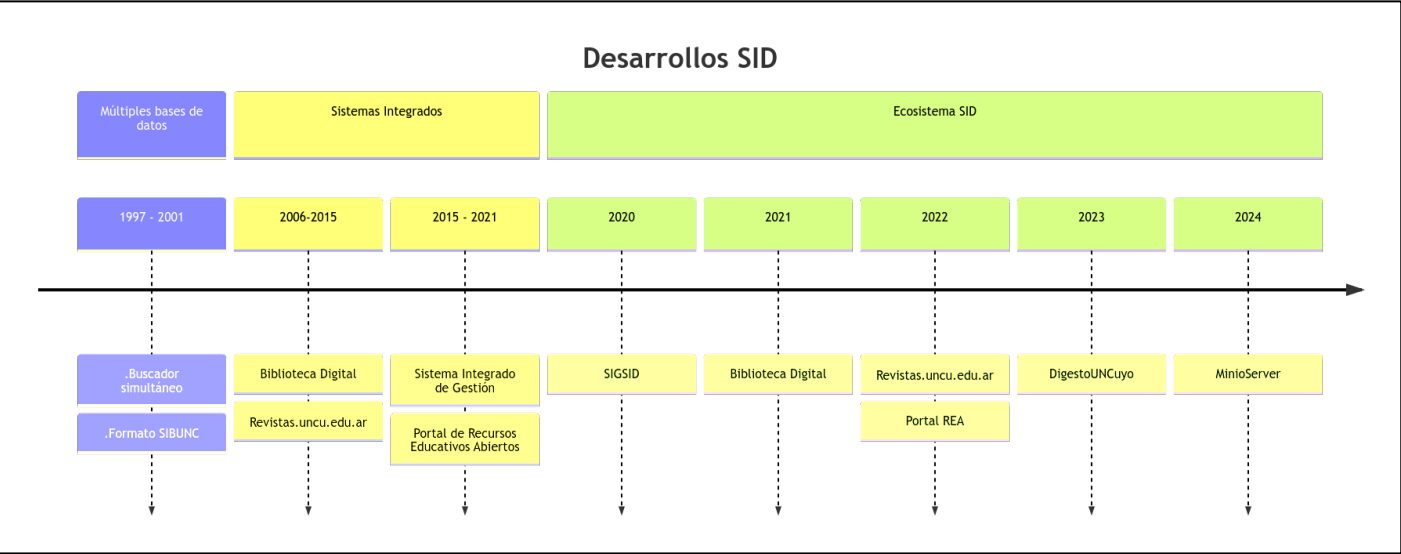 Desarrollos SID
Múltiples bases de
datos
Sistemas Integrados
Ecosistema SID
1997 - 2001
2006-2015
2015 - 2021
2020
2021
2022
2023
2024
.Buscador
simultáneo
.Formato SIBUNC
Biblioteca Digital
Revistas.uncu.edu.ar
Sistema Integrado
de Gestión
Portal de Recursos
Educativos Abiertos
SIGSID
Biblioteca Digital
Revistas.uncu.edu.ar
Portal REA
DigestoUNCuyo
MinioServer